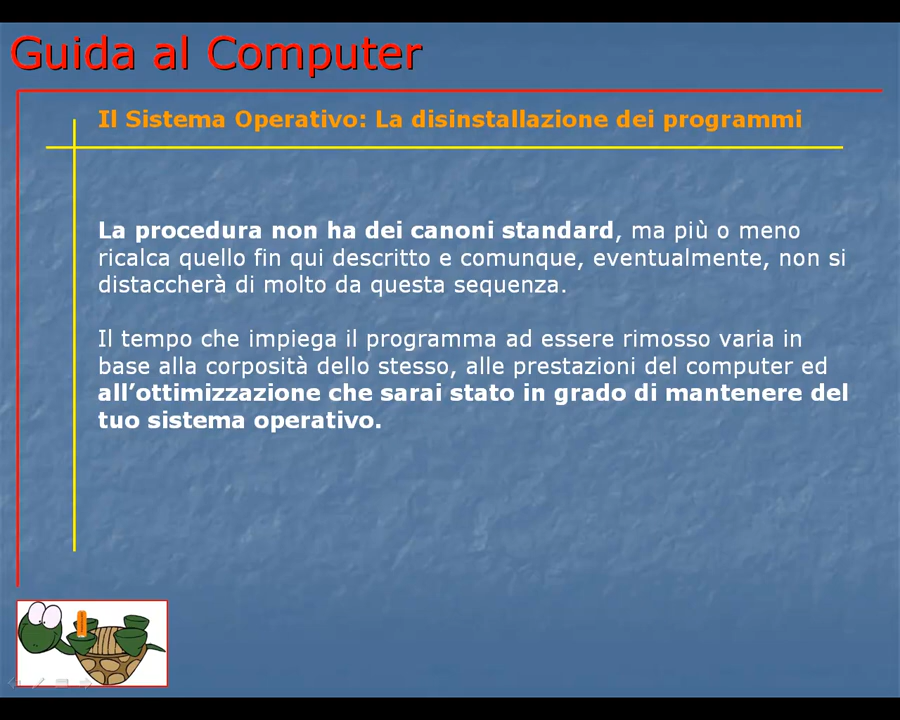 Guida al Computer
Il Sistema Operativo: La disinstallazione dei programmi
La procedura non ha dei canoni standard, ma più o meno
ricalca quello fin qui descritto e comunque, eventualmente, non si
distaccherà di molto da questa sequenza.
Il tempo che impiega il programma ad essere rimosso varia in
base alla corposità dello stesso, alle prestazioni del computer ed
all’ottimizzazione che sarai stato in grado di mantenere del
tuo sistema operativo.